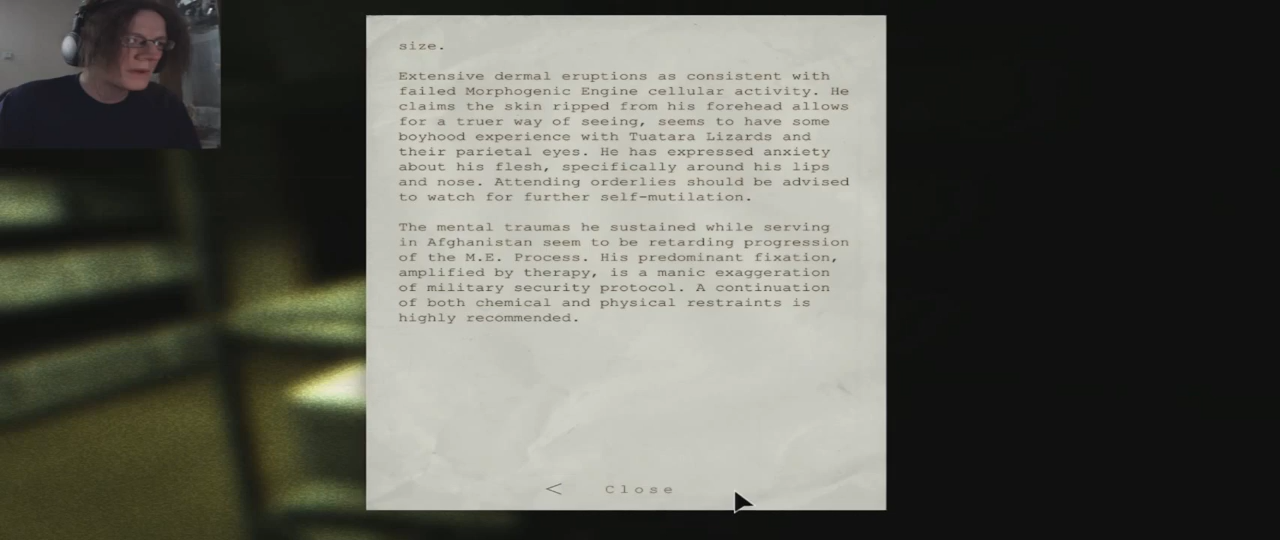 size.
Extensive dermal eruptions as consistent with
failed Morphogenic Engine cellular activity. He
claims the skin ripped from his forehead allows
for a truer way of seeing, seems to have some
boyhood experience with Tuatara Lizards and
their parietal eyes. He has expressed anxiety
about his flesh, specifically around his lips
and nose. Attending orderlies should be advised
to watch for further self-mutilation.
The mental traumas he sustained while serving
in Afghanistan seem to be retarding progression
of the M.E. Process. His predominant fixation,
amplified by therapy, is a manic exaggeration
of military security protocol. A continuation
of both chemical and physical restraints is
highly recommended.
< Close